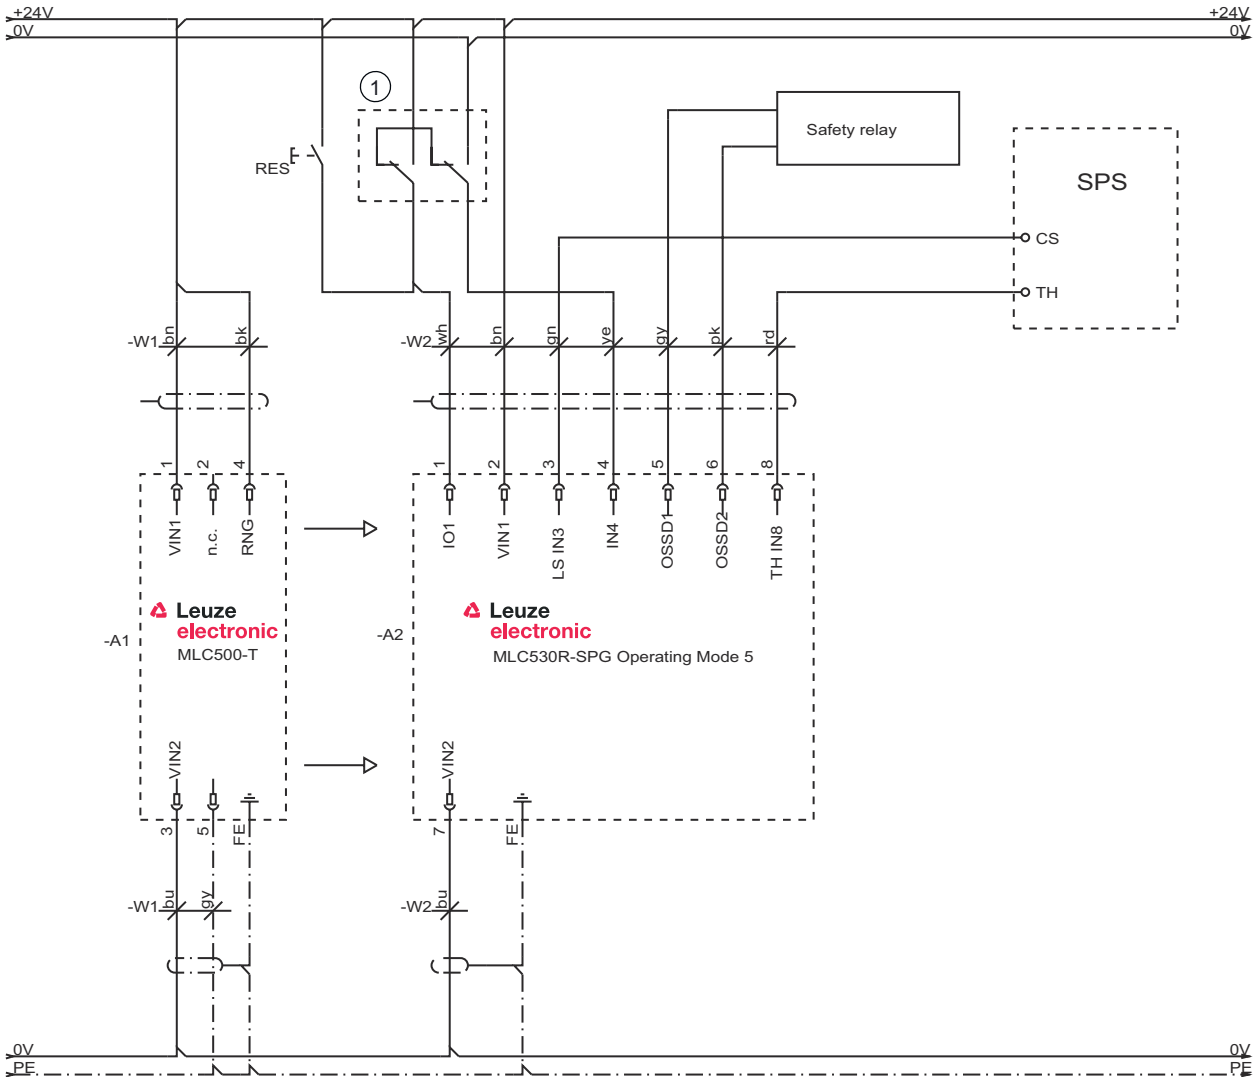 +24V +24V
0V 0V
1
Safety relay
RES
SPS
CS
TH
-W1 bn bk
-W2 wh bn gn ye gy pk rd
1 2 4
1 2 3 4 5 6 8
VIN1 n.c. RNG
IO1 VIN1 LS IN3 IN4 OSSD1 OSSD2 TH IN8
Leuze
electronic
MLC500-T
-A1
Leuze
electronic
MLC530R-SPG Operating Mode 5
-A2
VIN2
VIN2
3 5 FE
7 FE
-W1 bu gy
-W2 bu
0V 0V
PE PE